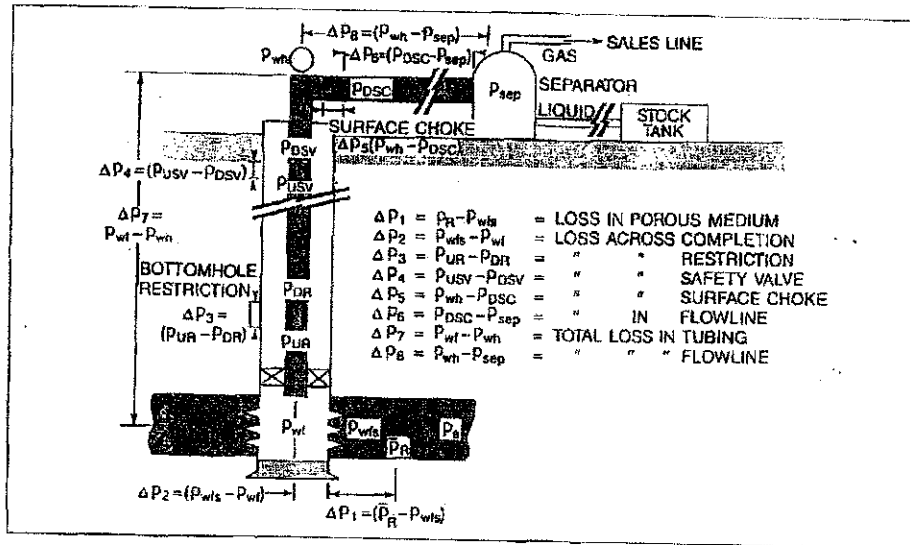 ΔP8 = (Pwh - Psep)
Pwh
ΔP6=(PDSC - Psep)
SALES LINE
GAS
PDSC
Psep
SEPARATOR
LIQUID
STOCK
TANK
SURFACE CHOKE
PDSV
ΔP5(Pwh - PDSC)
ΔP4=(PUSV - PDSV)
PUSV
ΔP7=
Pwf - Pwh
BOTTOMHOLE
RESTRICTION
PDR
ΔP3=
(PUR - PDR)
PUR
ΔP1 = PR - Pwfs = LOSS IN POROUS MEDIUM
ΔP2 = Pwfs - Pwf = LOSS ACROSS COMPLETION
ΔP3 = PUR - PDR = " " RESTRICTION
ΔP4 = PUSV - PDSV = " " SAFETY VALVE
ΔP5 = Pwh - PDSC = " " SURFACE CHOKE
ΔP6 = PDSC - Psep = " IN FLOWLINE
ΔP7 = Pwf - Pwh = TOTAL LOSS IN TUBING
ΔP8 = Pwh - Psep = " " " FLOWLINE
Pwf
Pwfs
P̅R
ΔP2=(Pwfs - Pwf)
ΔP1=(P̅R - Pwfs)